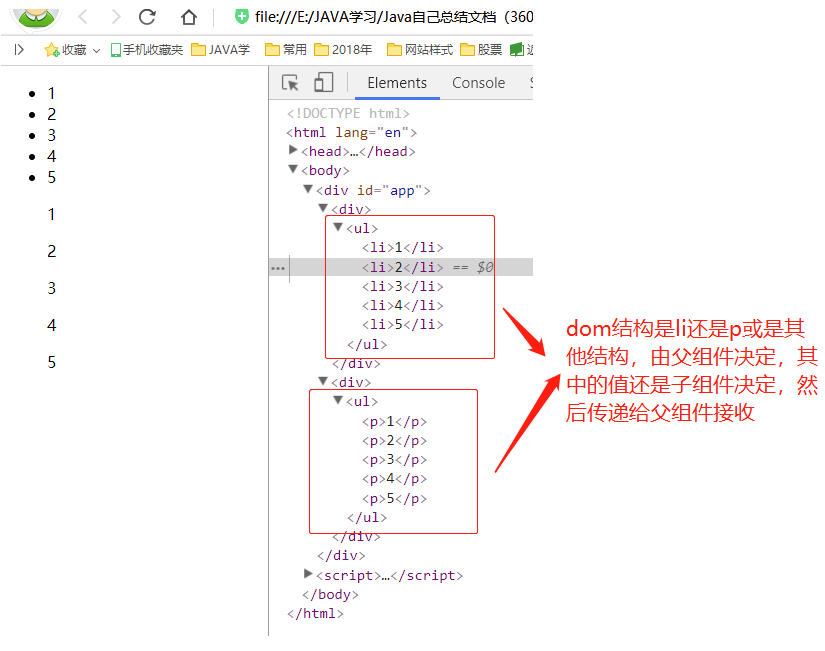 file:///E:/JAVA学习/Java自己总结文档（360
收藏 手机收藏夹 JAVA学 常用 2018年 网站样式 股票
Elements Console
1
2
3
4
5
1
2
3
4
5
<!DOCTYPE html>
<html lang="en">
<head>…</head>
<body>
<div id="app">
<div>
<ul>
<li>1</li>
<li>2</li> == $0
<li>3</li>
<li>4</li>
<li>5</li>
</ul>
</div>
<div>
<ul>
<p>1</p>
<p>2</p>
<p>3</p>
<p>4</p>
<p>5</p>
</ul>
</div>
</div>
<script>…</script>
</body>
</html>
dom结构是li还是p或是其
他结构，由父组件决定，其
中的值还是子组件决定，然
后传递给父组件接收